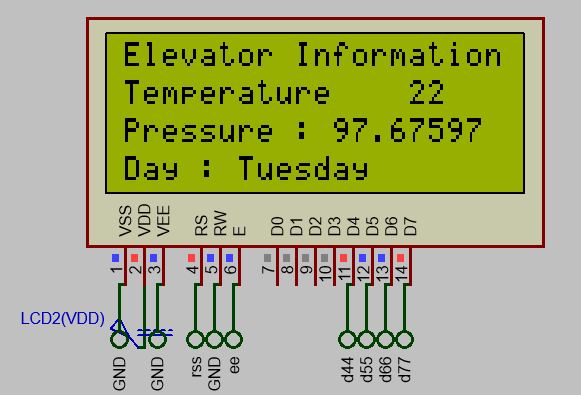 Elevator Information
Temperature    22
Pressure : 97.67597
Day : Tuesday
VSS VDD VEE RS RW E D0 D1 D2 D3 D4 D5 D6 D7
1 2 3 4 5 6 7 8 9 10 11 12 13 14
LCD2(VDD)
GND GND rss GND ee d44 d55 d66 d77